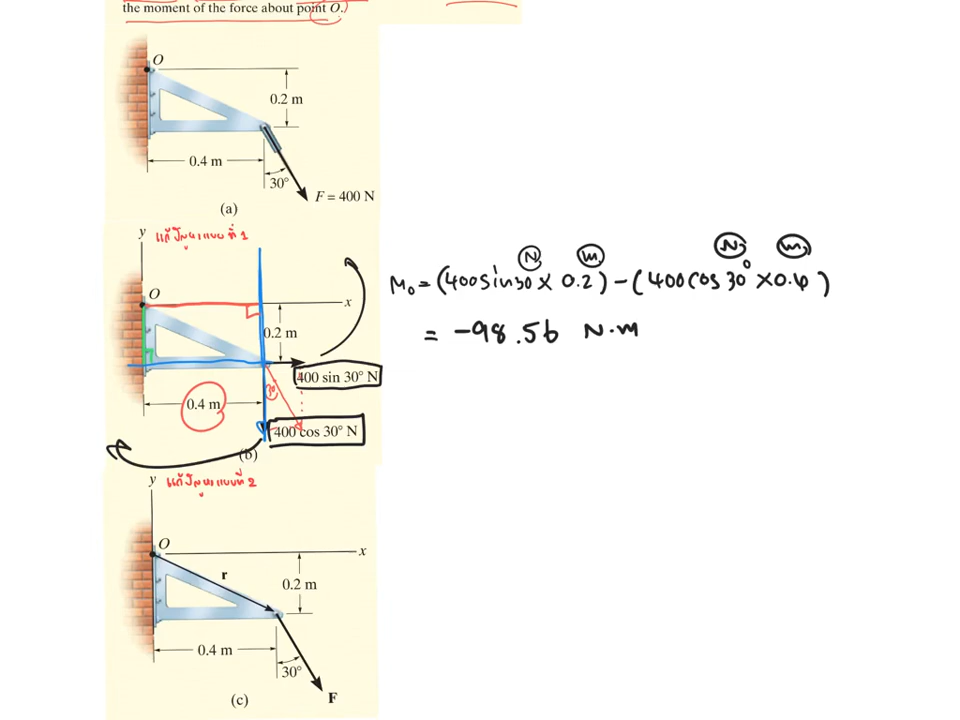 the moment of the force about point O.
O
0.2 m
0.4 m
30°
F = 400 N
(a)
y แก้ปัญหาแบบที่ 1
O
x
0.2 m
400 sin 30° N
30°
0.4 m
400 cos 30° N
(b)
N m N m
M₀ = (400 sin 30 × 0.2) - (400 cos 30° × 0.4)
= -98.56 N·m
y แก้ปัญหาแบบที่ 2
O
x
r
0.2 m
0.4 m
30°
F
(c)